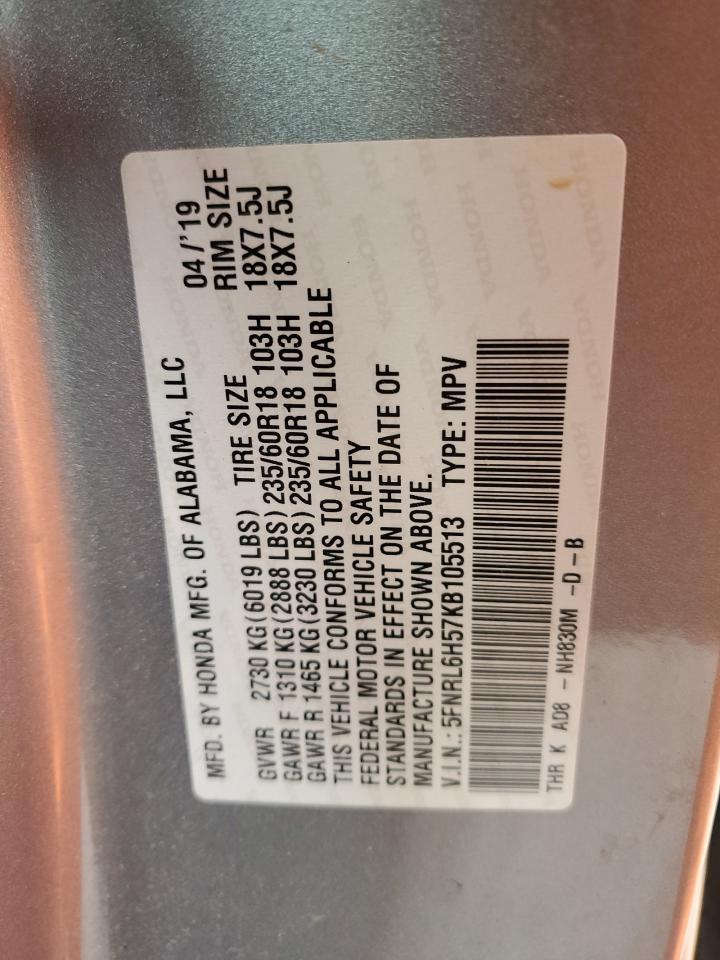 MFD. BY HONDA MFG. OF ALABAMA, LLC 04/'19
GVWR 2730 KG(6019 LBS) TIRE SIZE RIM SIZE
GAWR F 1310 KG(2888 LBS) 235/60R18 103H 18X7.5J
GAWR R 1465 KG(3230 LBS) 235/60R18 103H 18X7.5J
THIS VEHICLE CONFORMS TO ALL APPLICABLE
FEDERAL MOTOR VEHICLE SAFETY
STANDARDS IN EFFECT ON THE DATE OF
MANUFACTURE SHOWN ABOVE.
V.I.N.: 5FNRL6H57KB105513 TYPE: MPV
THR K A08 - NH830M -D-B